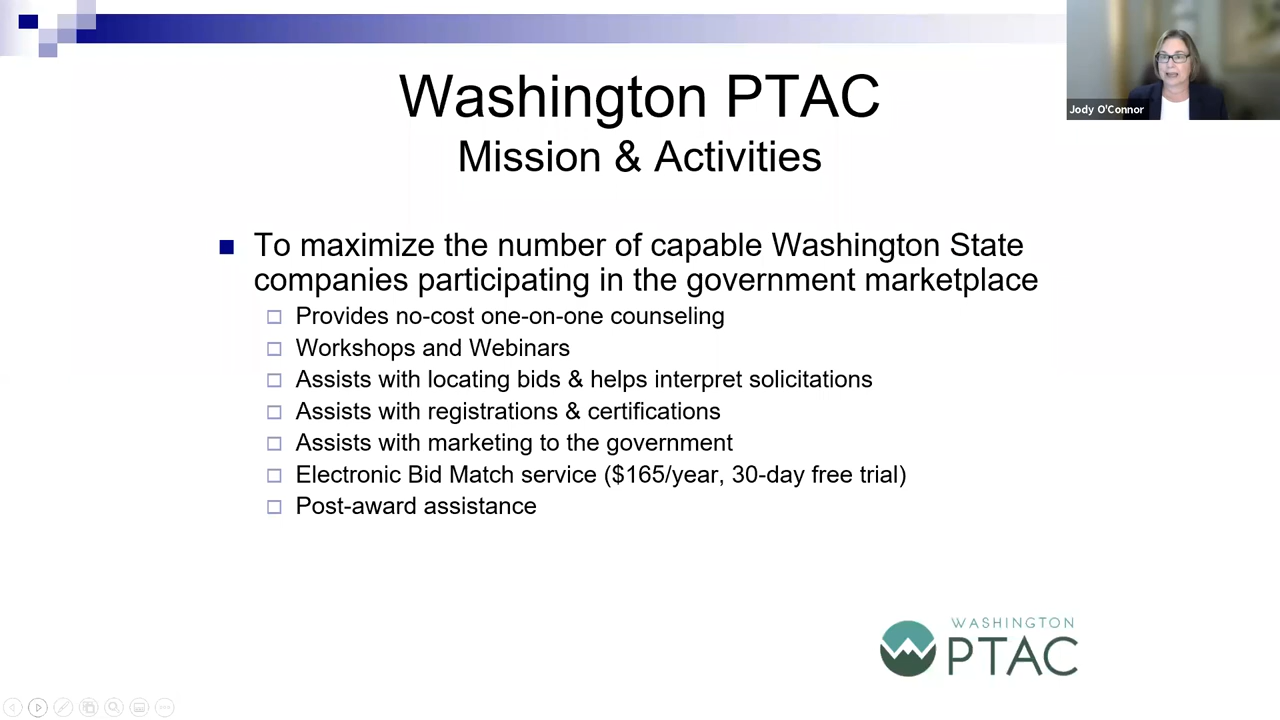 Washington PTAC
Mission & Activities
Jody O'Connor
To maximize the number of capable Washington State
companies participating in the government marketplace
Provides no-cost one-on-one counseling
Workshops and Webinars
Assists with locating bids & helps interpret solicitations
Assists with registrations & certifications
Assists with marketing to the government
Electronic Bid Match service ($165/year, 30-day free trial)
Post-award assistance
WASHINGTON
PTAC